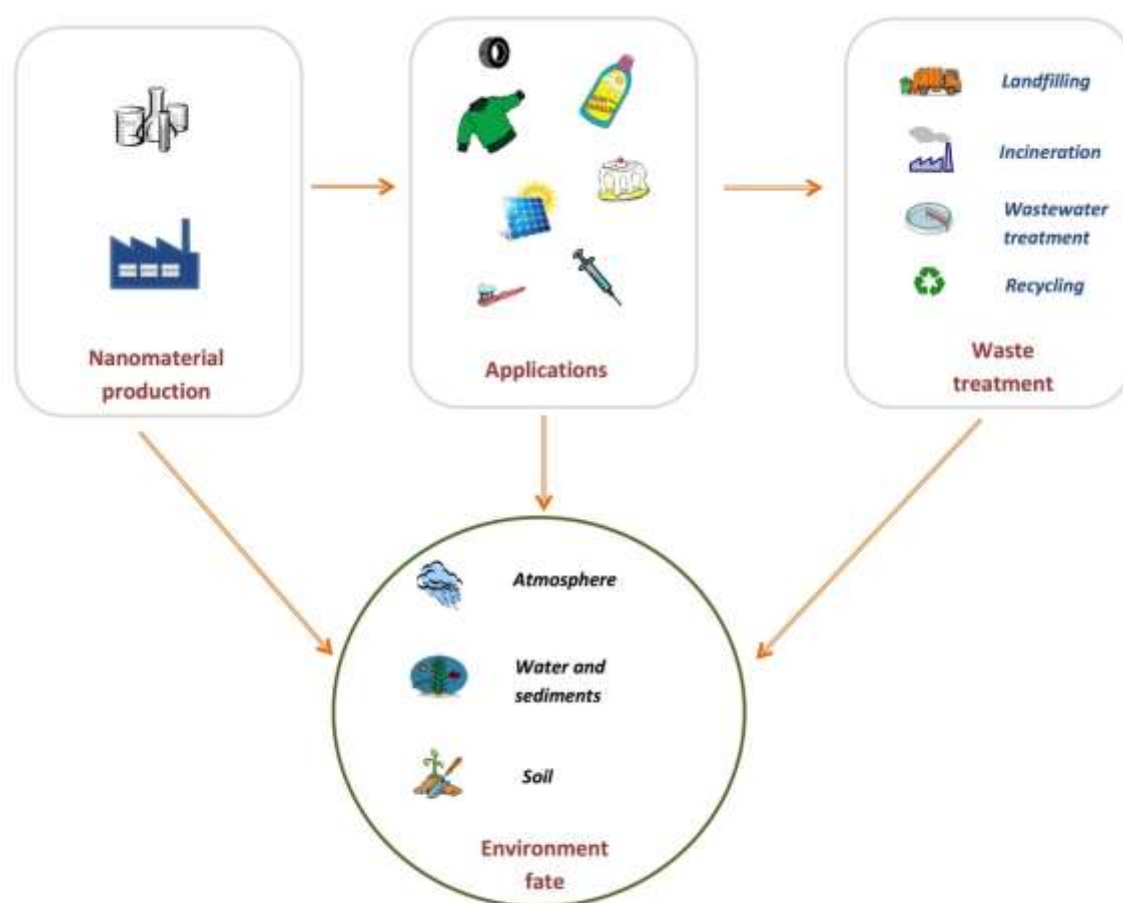 Nanomaterial
production
Applications
Landfilling
Incineration
Wastewater
treatment
Recycling
Waste
treatment
Atmosphere
Water and
sediments
Soil
Environment
fate